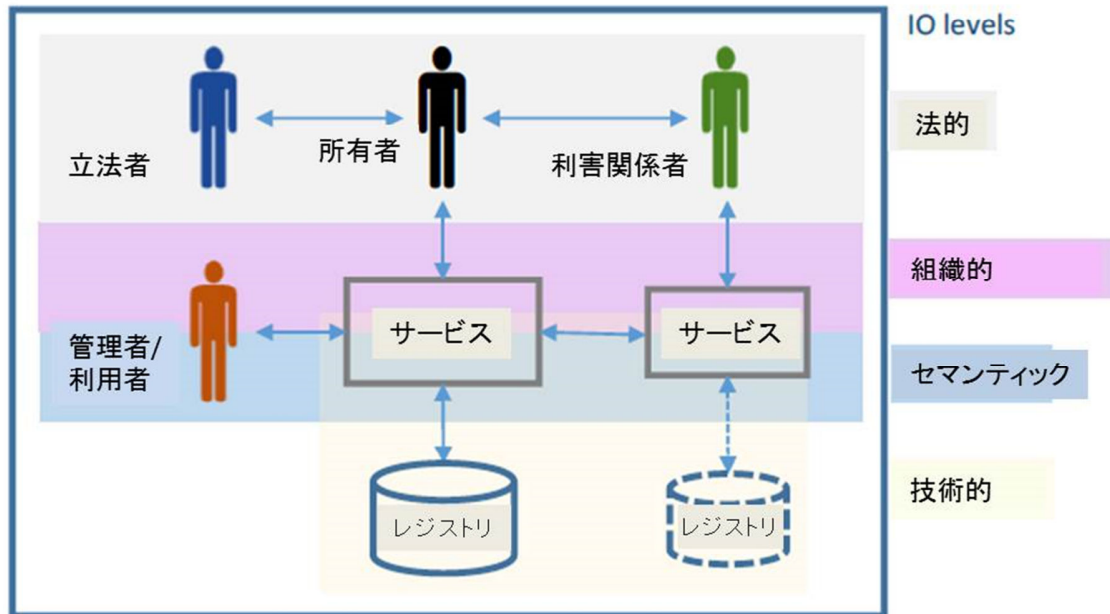 IO levels
法的
立法者
所有者
利害関係者
組織的
サービス
サービス
管理者/
利用者
セマンティック
技術的
レジストリ
レジストリ